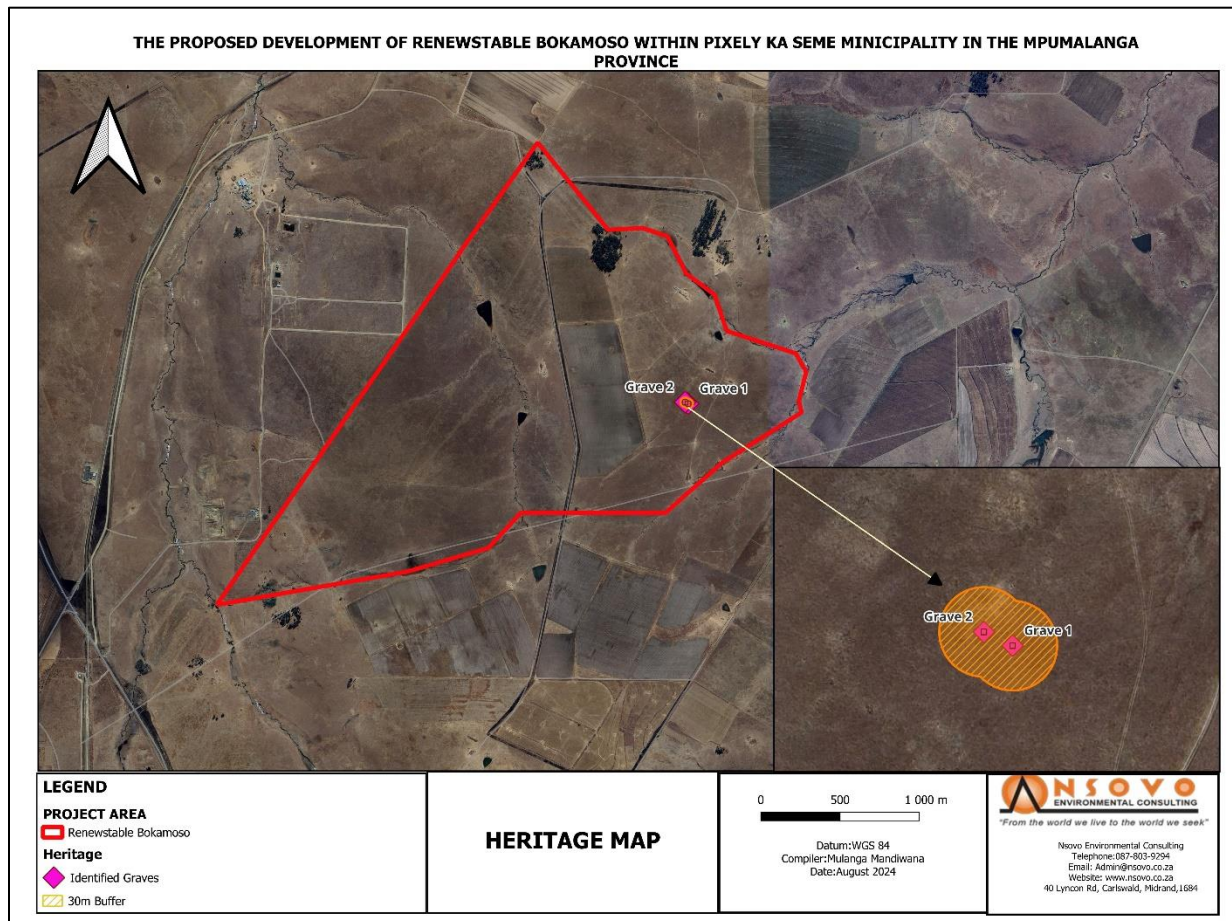 THE PROPOSED DEVELOPMENT OF RENEWSTABLE BOKAMOSO WITHIN PIXELY KA SEME MINICIPALITY IN THE MPUMALANGA
PROVINCE
Grave 2
Grave 1
Grave 2
Grave 1
LEGEND
PROJECT AREA
Renewstable Bokamoso
Heritage
Identified Graves
30m Buffer
HERITAGE MAP
0 500 1 000 m
Datum:WGS 84
Compiler:Mulanga Mandiwana
Date:August 2024
NSOVO
ENVIRONMENTAL CONSULTING
"From the world we live to the world we seek"
Nsovo Environmental Consulting
Telephone:087-803-9294
Email: Admin@nsovo.co.za
Website: www.nsovo.co.za
40 Lyncon Rd, Carlswald, Midrand,1684